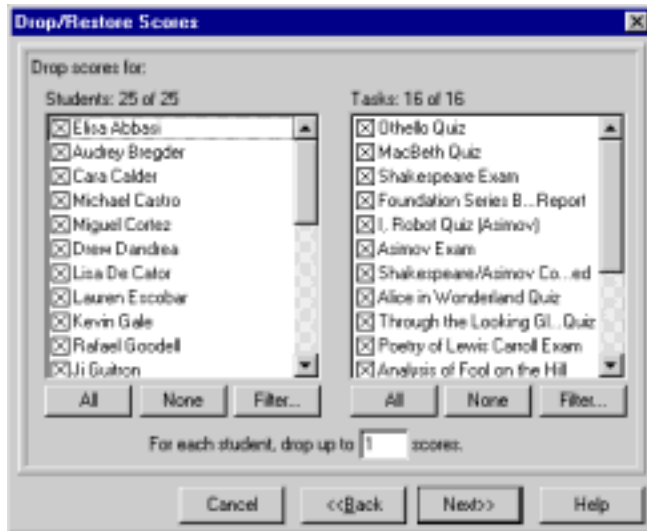 Drop/Restore Scores
Drop scores for:
Students: 25 of 25
Elisa Abbasi
Audrey Bregder
Cara Calder
Michael Castro
Miguel Cortez
Drew Dandrea
Lisa De Cator
Lauren Escobar
Kevin Gale
Rafael Goodell
Ji Guitron
All None Filter...
Tasks: 16 of 16
Othello Quiz
MacBeth Quiz
Shakespeare Exam
Foundation Series B...Report
I, Robot Quiz (Asimov)
Asimov Exam
Shakespeare/Asimov Co...ed
Alice in Wonderland Quiz
Through the Looking Gl...Quiz
Poetry of Lewis Carroll Exam
Analysis of Fool on the Hill
All None Filter...
For each student, drop up to 1 scores.
Cancel <<Back Next>> Help